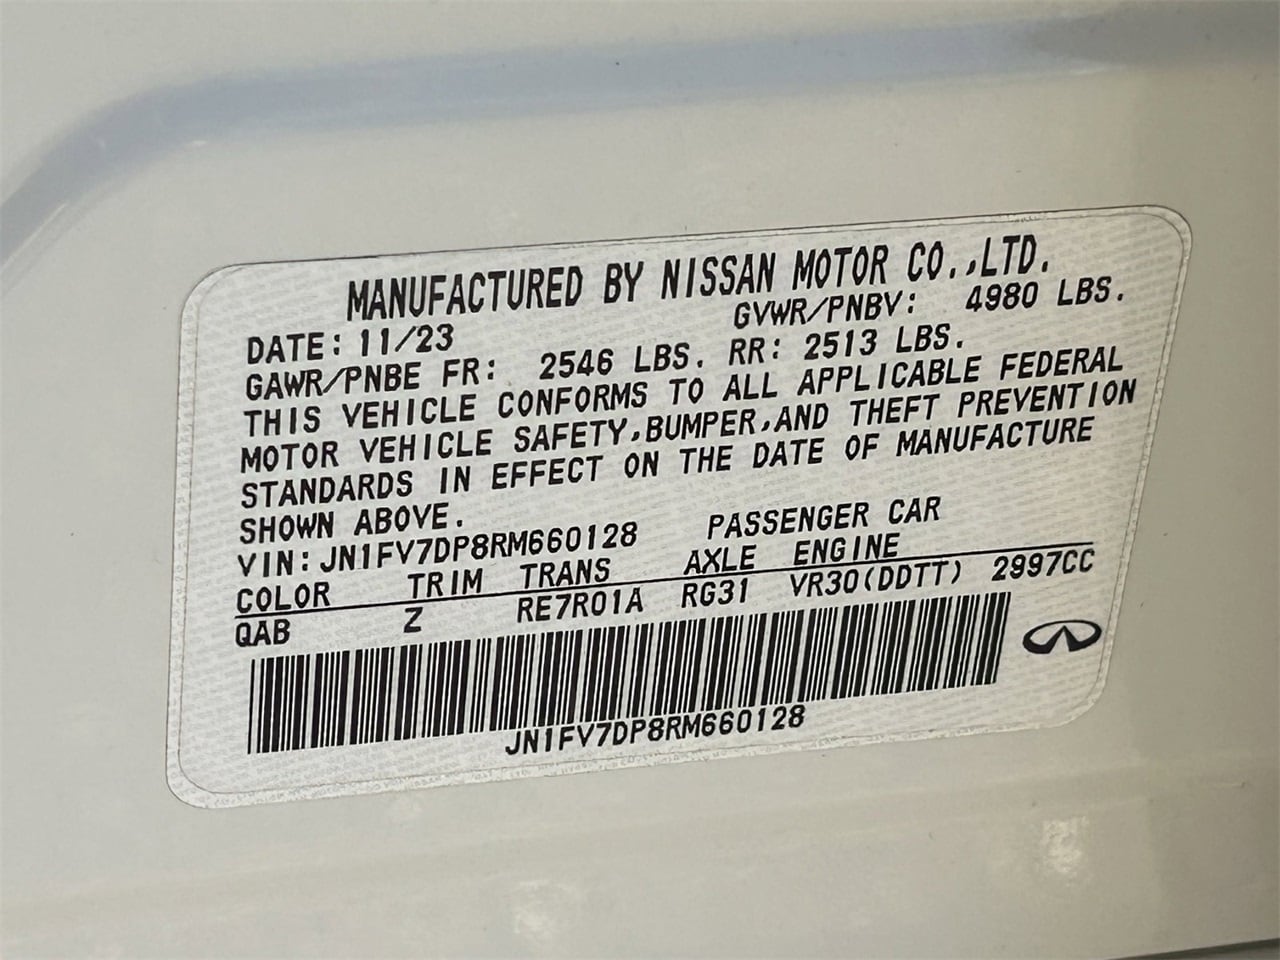 MANUFACTURED BY NISSAN MOTOR CO.,LTD.
DATE: 11/23 GVWR/PNBV: 4980 LBS.
GAWR/PNBE FR: 2546 LBS. RR: 2513 LBS.
THIS VEHICLE CONFORMS TO ALL APPLICABLE FEDERAL
MOTOR VEHICLE SAFETY,BUMPER,AND THEFT PREVENTION
STANDARDS IN EFFECT ON THE DATE OF MANUFACTURE
SHOWN ABOVE.
VIN: JN1FV7DP8RM660128 PASSENGER CAR
COLOR TRIM TRANS AXLE ENGINE
QAB Z RE7R01A RG31 VR30(DDTT) 2997CC
JN1FV7DP8RM660128